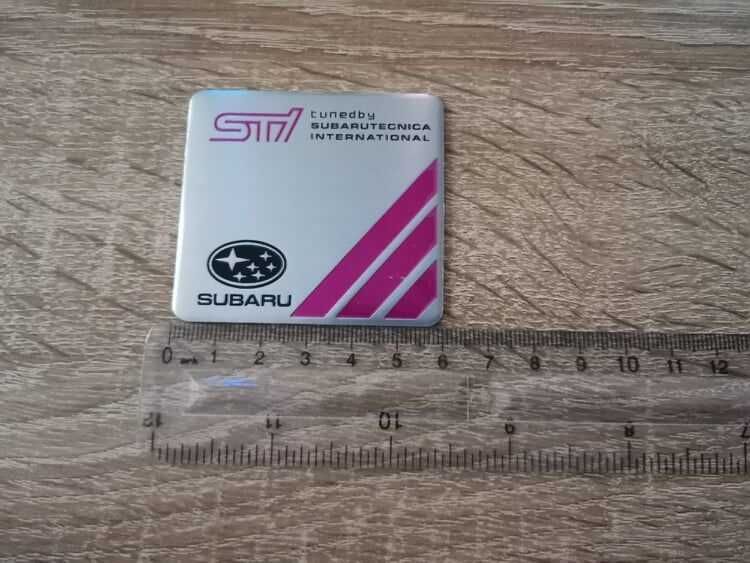 STI
tunedby
SUBARUTECNICA
INTERNATIONAL
SUBARU
0 1 2 3 4 5 6 7 8 9 10 11 12
12 11 10 9 8 7